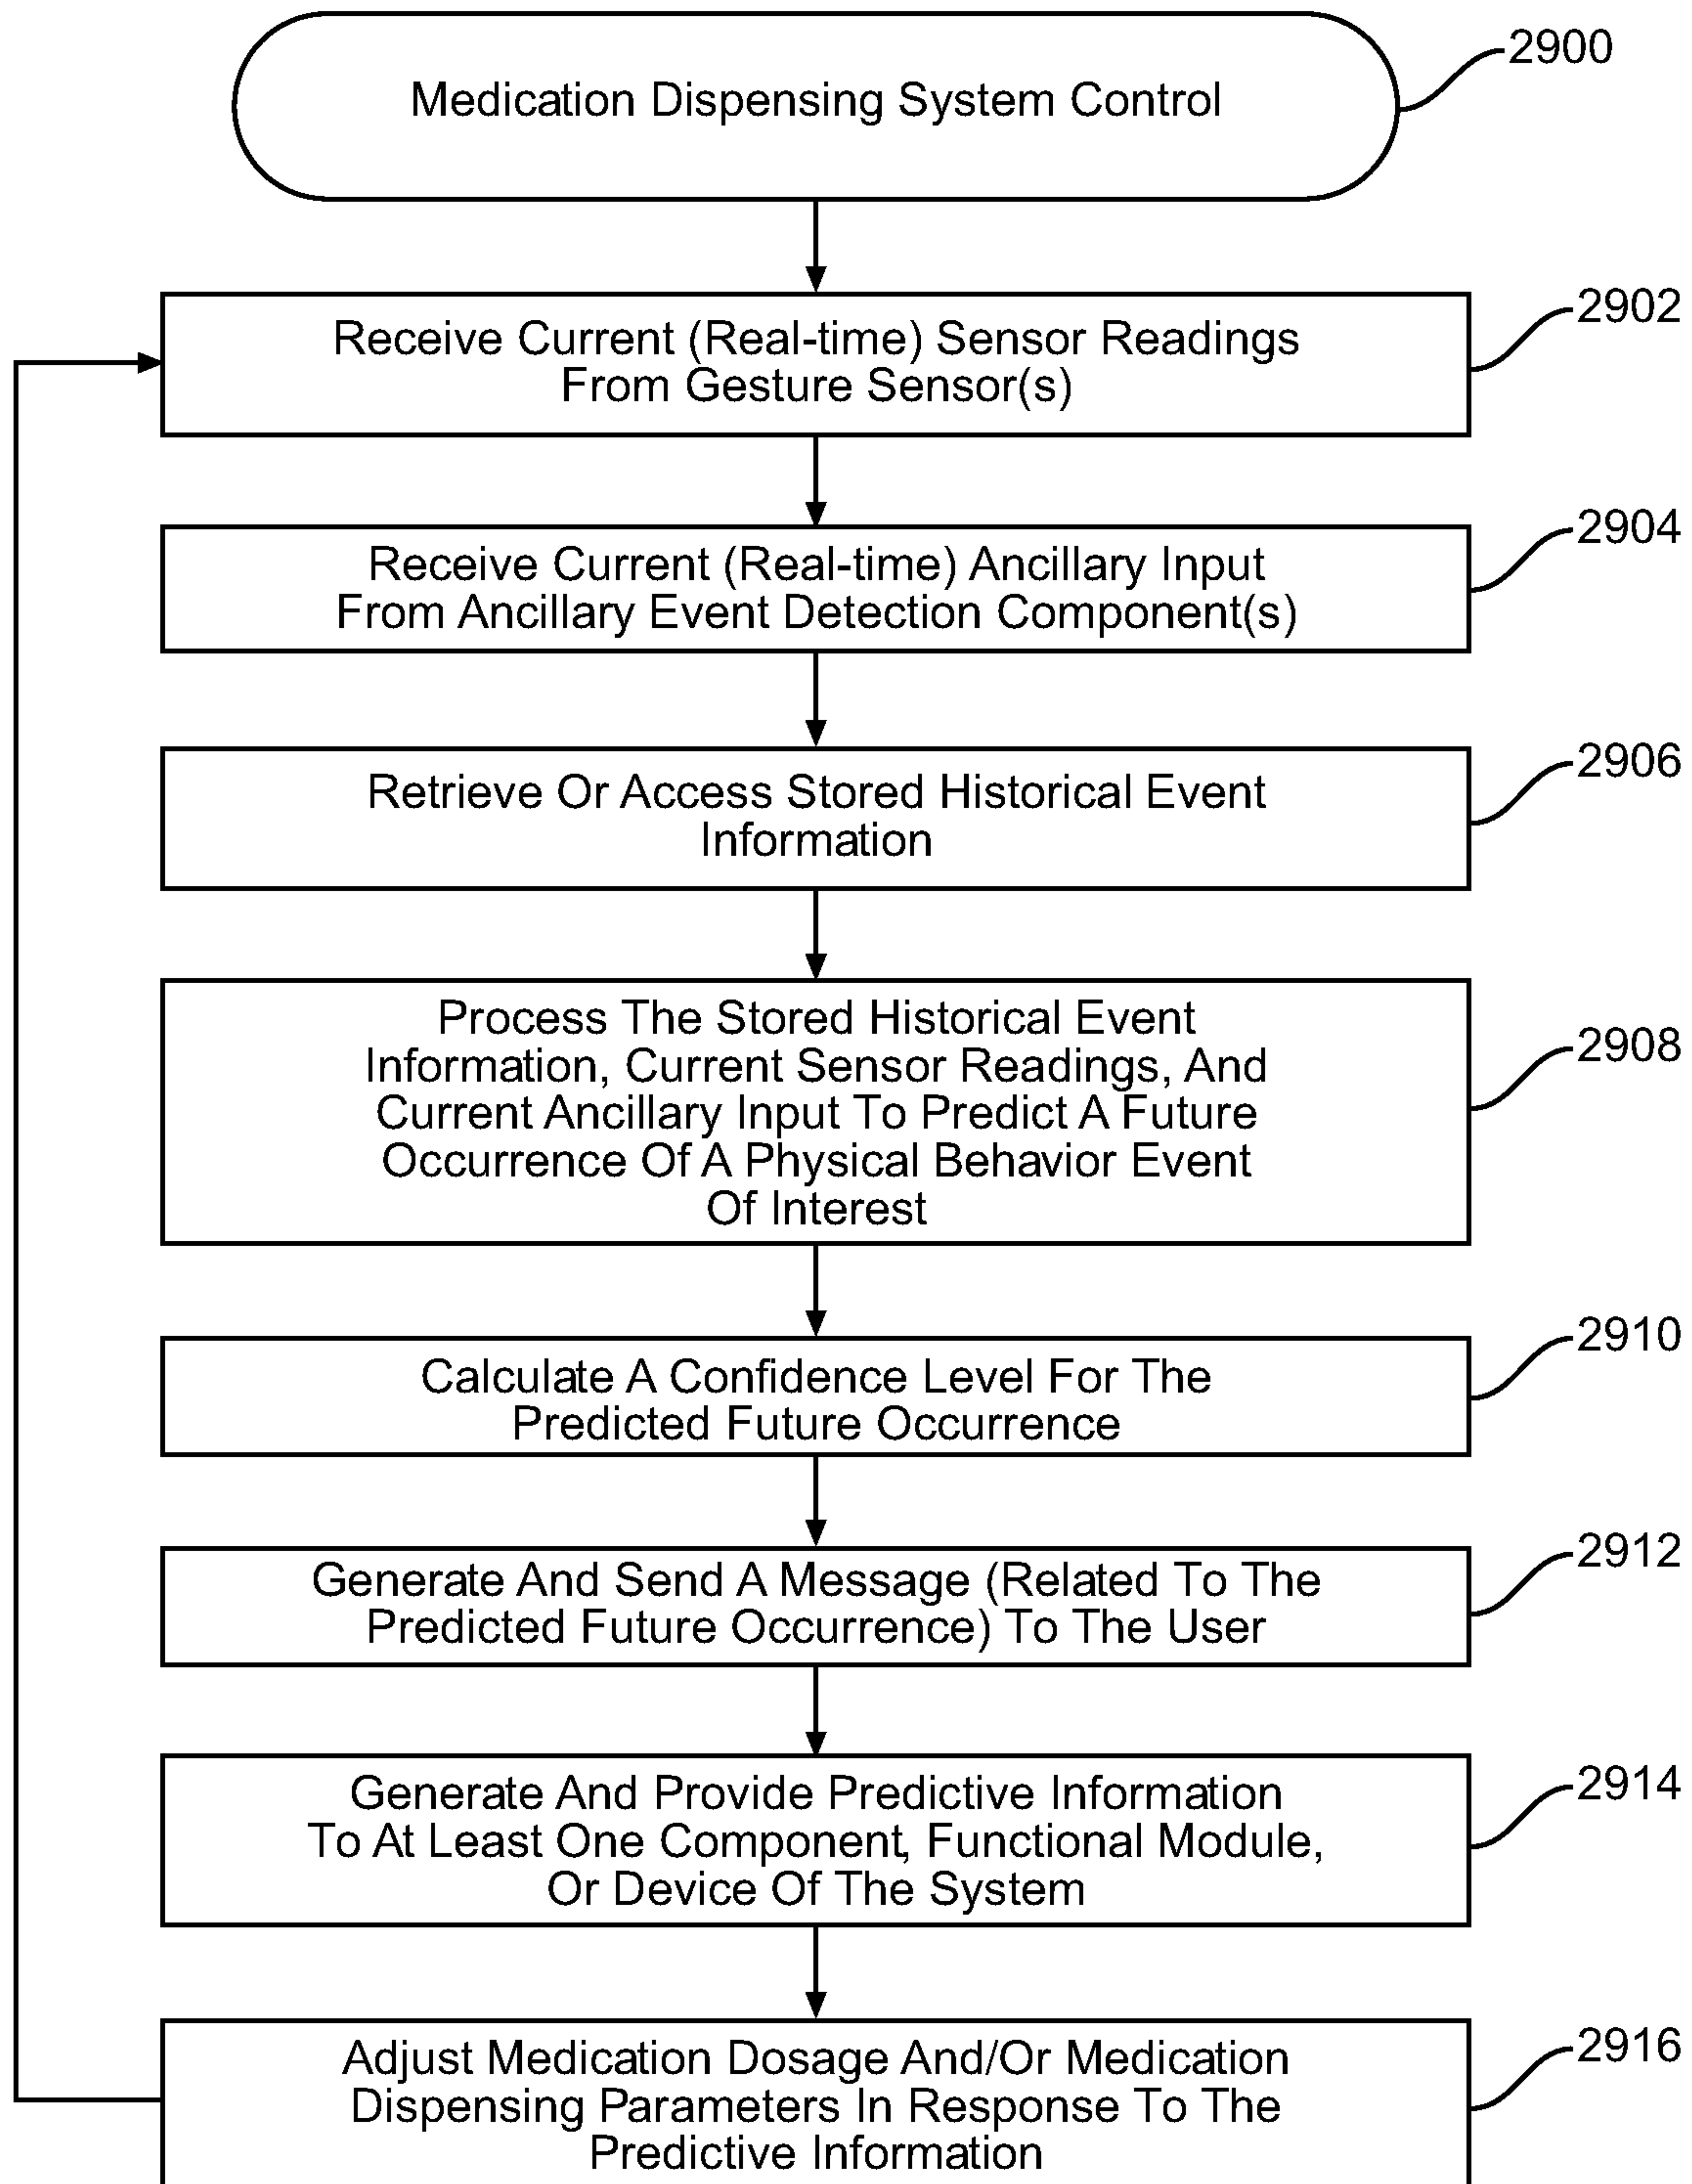 2900
Medication Dispensing System Control
2902
Receive Current (Real-time) Sensor Readings
From Gesture Sensor(s)
2904
Receive Current (Real-time) Ancillary Input
From Ancillary Event Detection Component(s)
2906
Retrieve Or Access Stored Historical Event
Information
2908
Process The Stored Historical Event
Information, Current Sensor Readings, And
Current Ancillary Input To Predict A Future
Occurrence Of A Physical Behavior Event
Of Interest
2910
Calculate A Confidence Level For The
Predicted Future Occurrence
2912
Generate And Send A Message (Related To The
Predicted Future Occurrence) To The User
2914
Generate And Provide Predictive Information
To At Least One Component, Functional Module,
Or Device Of The System
2916
Adjust Medication Dosage And/Or Medication
Dispensing Parameters In Response To The
Predictive Information